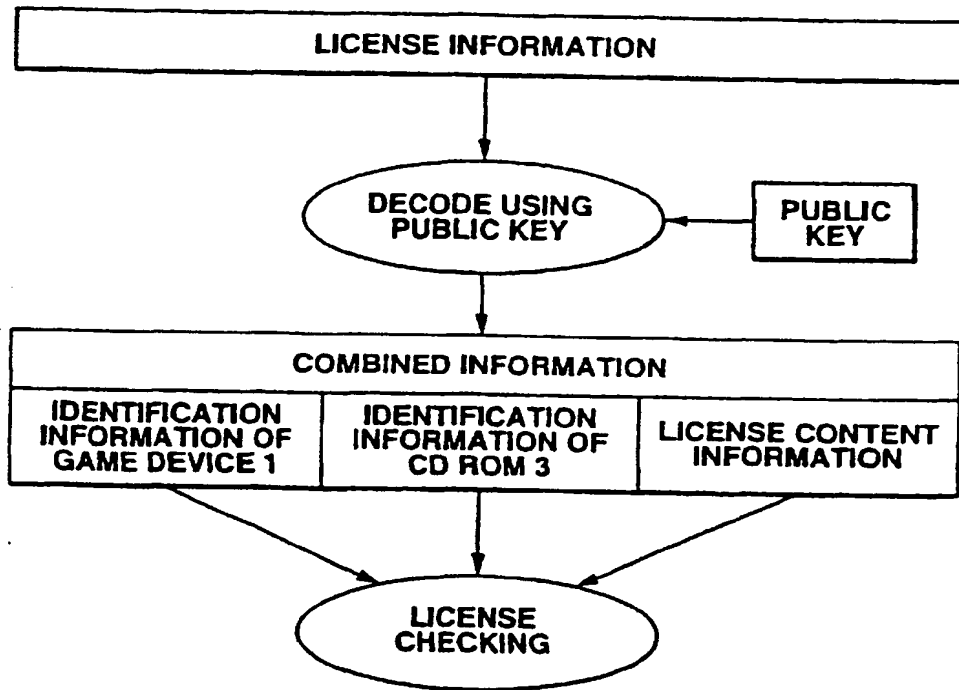 LICENSE INFORMATION
DECODE USING
PUBLIC KEY
PUBLIC
KEY
COMBINED INFORMATION
IDENTIFICATION
INFORMATION OF
GAME DEVICE 1
IDENTIFICATION
INFORMATION OF
CD ROM 3
LICENSE CONTENT
INFORMATION
LICENSE
CHECKING